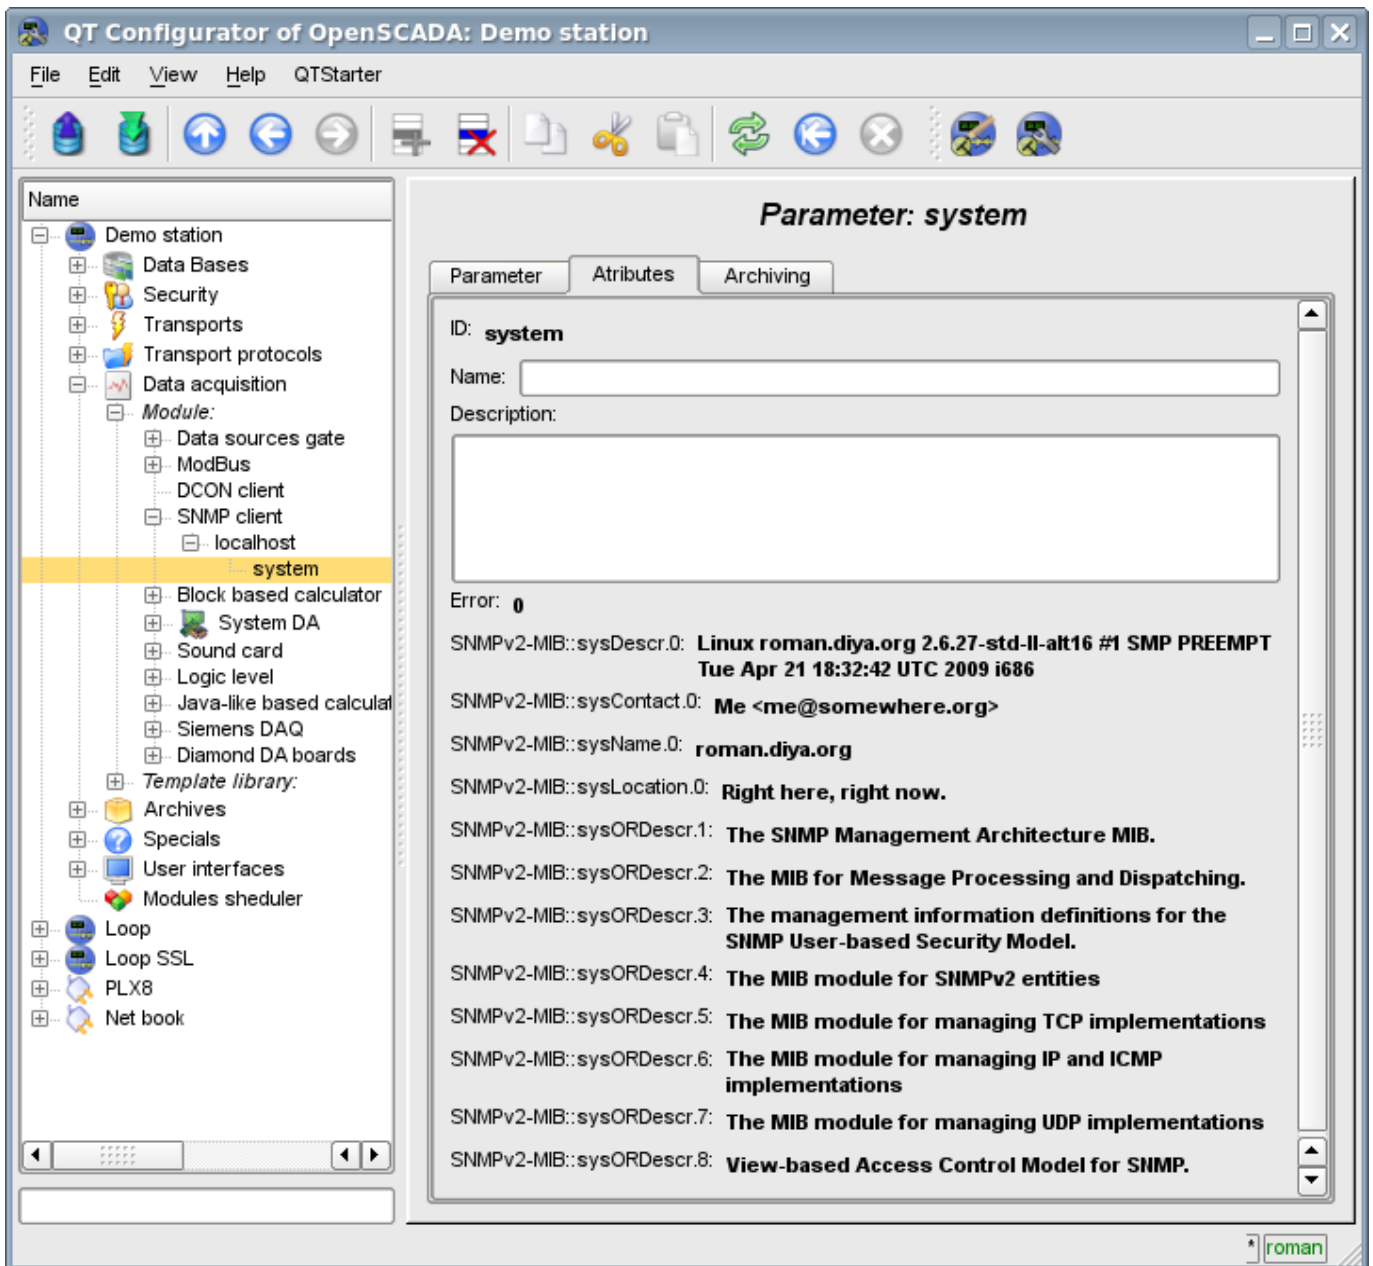 QT Configurator of OpenSCADA: Demo station
File Edit View Help QTStarter
Name
Demo station
Data Bases
Security
Transports
Transport protocols
Data acquisition
Module:
Data sources gate
ModBus
DCON client
SNMP client
localhost
system
Block based calculator
System DA
Sound card
Logic level
Java-like based calculat
Siemens DAQ
Diamond DA boards
Template library:
Archives
Specials
User interfaces
Modules sheduler
Loop
Loop SSL
PLX8
Net book
Parameter: system
Parameter Atributes Archiving
ID: system
Name:
Description:
Error: 0
SNMPv2-MIB::sysDescr.0: Linux roman.diya.org 2.6.27-std-ll-alt16 #1 SMP PREEMPT
Tue Apr 21 18:32:42 UTC 2009 i686
SNMPv2-MIB::sysContact.0: Me <me@somewhere.org>
SNMPv2-MIB::sysName.0: roman.diya.org
SNMPv2-MIB::sysLocation.0: Right here, right now.
SNMPv2-MIB::sysORDescr.1: The SNMP Management Architecture MIB.
SNMPv2-MIB::sysORDescr.2: The MIB for Message Processing and Dispatching.
SNMPv2-MIB::sysORDescr.3: The management information definitions for the
SNMP User-based Security Model.
SNMPv2-MIB::sysORDescr.4: The MIB module for SNMPv2 entities
SNMPv2-MIB::sysORDescr.5: The MIB module for managing TCP implementations
SNMPv2-MIB::sysORDescr.6: The MIB module for managing IP and ICMP
implementations
SNMPv2-MIB::sysORDescr.7: The MIB module for managing UDP implementations
SNMPv2-MIB::sysORDescr.8: View-based Access Control Model for SNMP.
* roman